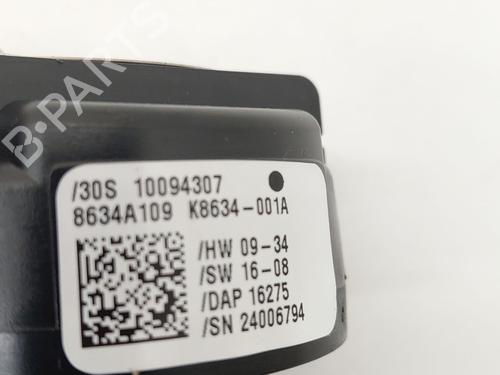 B-PARTS
/30S 10094307
8634A109 K8634-001A
/HW 09-34
/SW 16-08
/DAP 16275
/SN 24006794